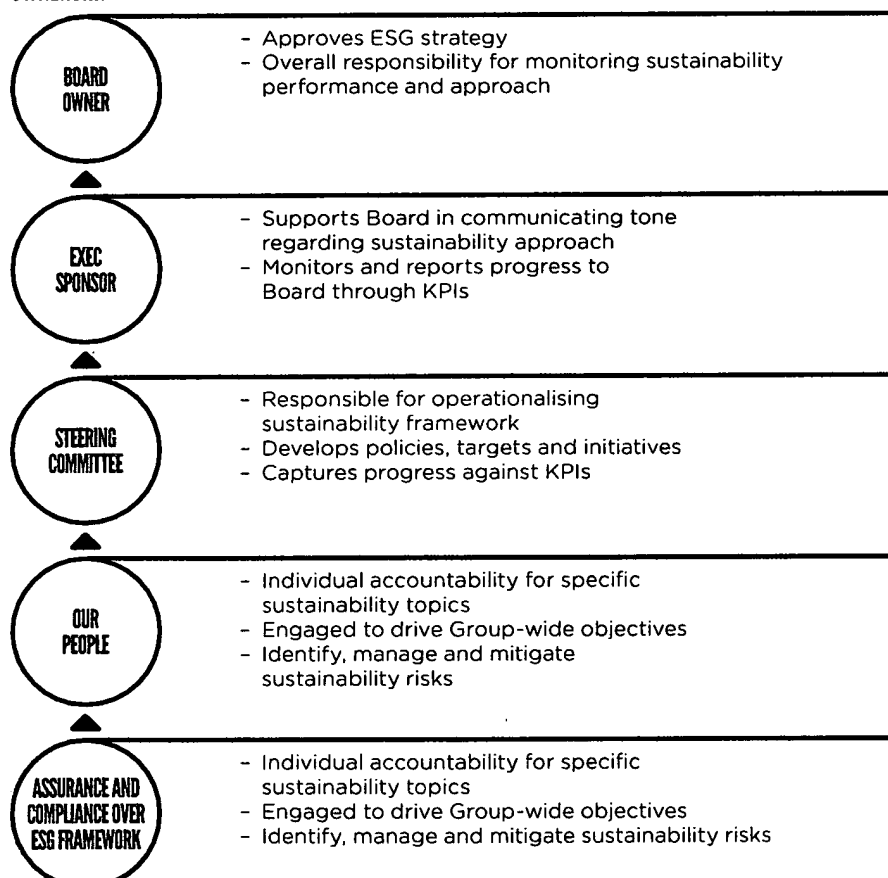 BOARD
OWNER
- Approves ESG strategy
- Overall responsibility for monitoring sustainability
performance and approach
EXEC
SPONSOR
- Supports Board in communicating tone
regarding sustainability approach
- Monitors and reports progress to
Board through KPIs
STEERING
COMMITTEE
- Responsible for operationalising
sustainability framework
- Develops policies, targets and initiatives
- Captures progress against KPIs
OUR
PEOPLE
- Individual accountability for specific
sustainability topics
- Engaged to drive Group-wide objectives
- Identify, manage and mitigate
sustainability risks
ASSURANCE AND
COMPLIANCE OVER
ESG FRAMEWORK
- Individual accountability for specific
sustainability topics
- Engaged to drive Group-wide objectives
- Identify, manage and mitigate sustainability risks